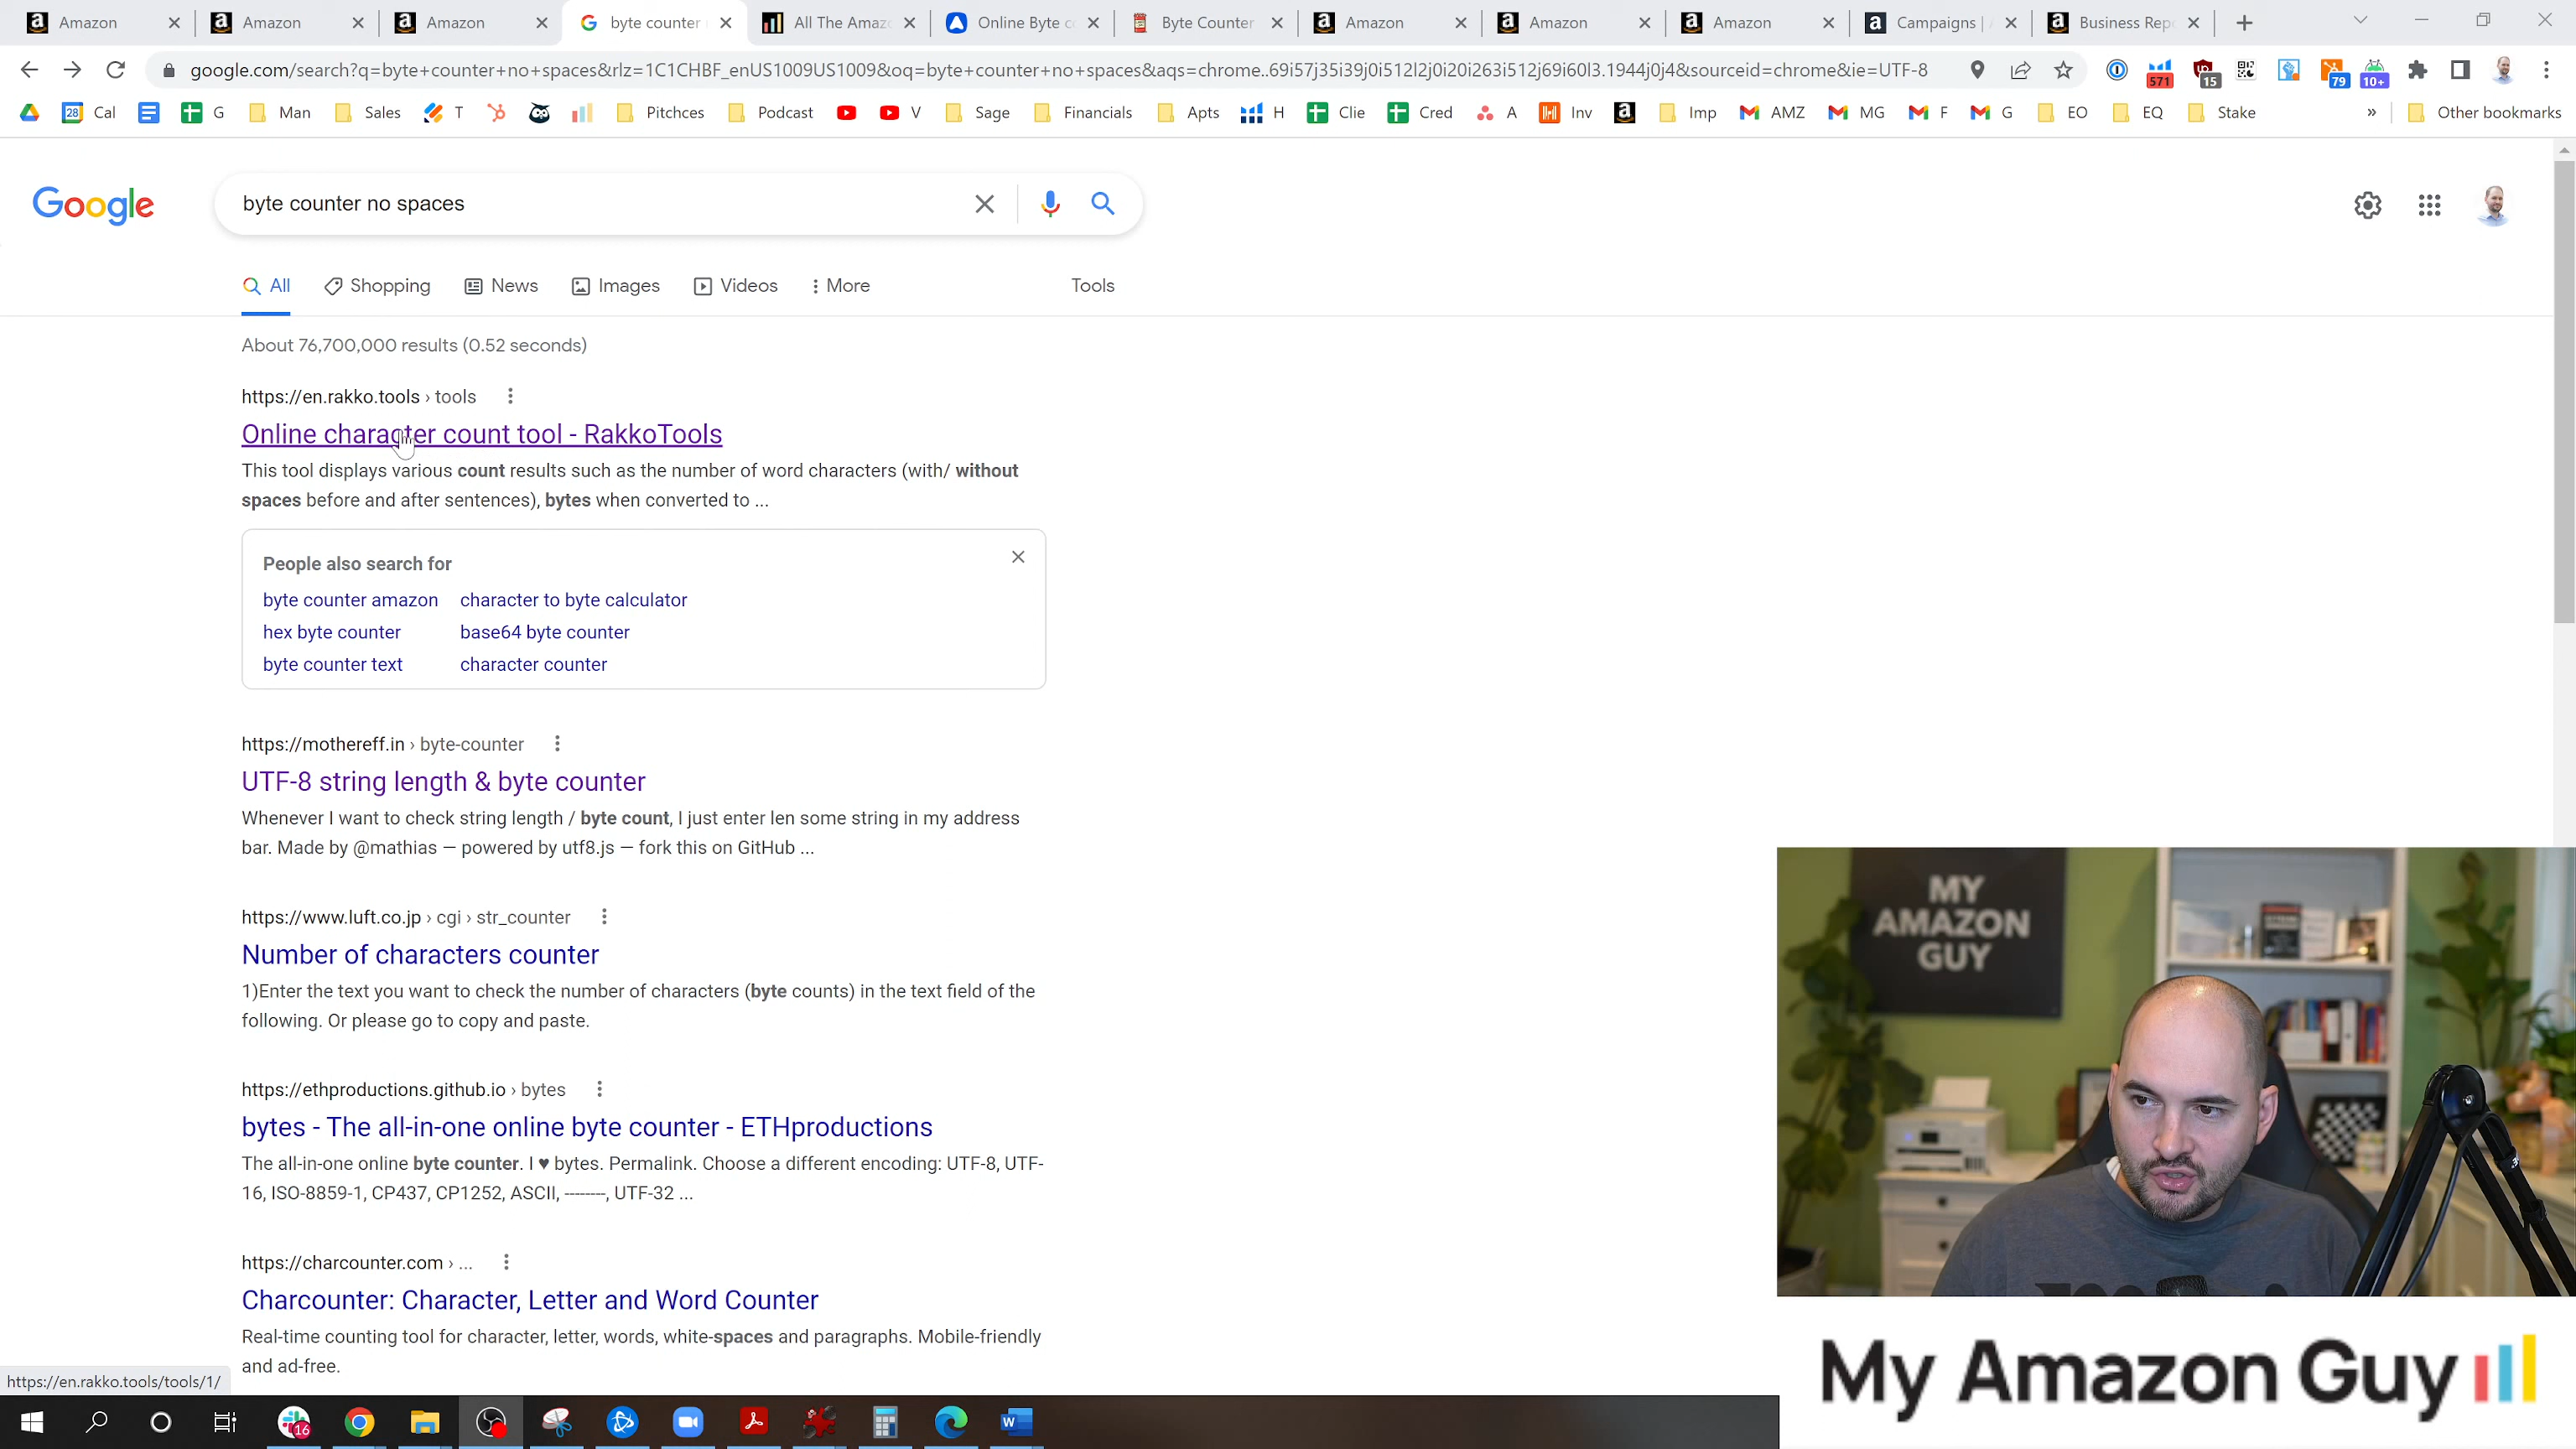 Amazon
Amazon
Amazon
byte counter
All The Amaz
Online Byte c
Byte Counter
Amazon
Amazon
Amazon
Campaigns |
Business Rep
google.com/search?q=byte+counter+no+spaces&rlz=1C1CHBF_enUS1009US1009&oq=byte+counter+no+spaces&aqs=chrome..69i57j35i39j0i512l2j0i20i263i512j69i60l3.1944j0j4&sourceid=chrome&ie=UTF-8
571
15
79
10+
28
Cal
G
Man
Sales
T
Pitchces
Podcast
V
Sage
Financials
Apts
H
Clie
Cred
A
Inv
Imp
AMZ
MG
F
G
EO
EQ
Stake
»
Other bookmarks
Google
byte counter no spaces
All
Shopping
News
Images
Videos
More
Tools
About 76,700,000 results (0.52 seconds)
https://en.rakko.tools › tools
Online character count tool - RakkoTools
This tool displays various count results such as the number of word characters (with/ without
spaces before and after sentences), bytes when converted to ...
People also search for
byte counter amazon character to byte calculator
hex byte counter base64 byte counter
byte counter text character counter
https://mothereff.in › byte-counter
UTF-8 string length & byte counter
Whenever I want to check string length / byte count, I just enter len some string in my address
bar. Made by @mathias — powered by utf8.js — fork this on GitHub ...
https://www.luft.co.jp › cgi › str_counter
Number of characters counter
1)Enter the text you want to check the number of characters (byte counts) in the text field of the
following. Or please go to copy and paste.
https://ethproductions.github.io › bytes
bytes - The all-in-one online byte counter - ETHproductions
The all-in-one online byte counter. I ♥ bytes. Permalink. Choose a different encoding: UTF-8, UTF-
16, ISO-8859-1, CP437, CP1252, ASCII, --------, UTF-32 ...
https://charcounter.com › ...
Charcounter: Character, Letter and Word Counter
Real-time counting tool for character, letter, words, white-spaces and paragraphs. Mobile-friendly
and ad-free.
https://en.rakko.tools/tools/1/
16
MY
AMAZON
GUY
My Amazon Guy